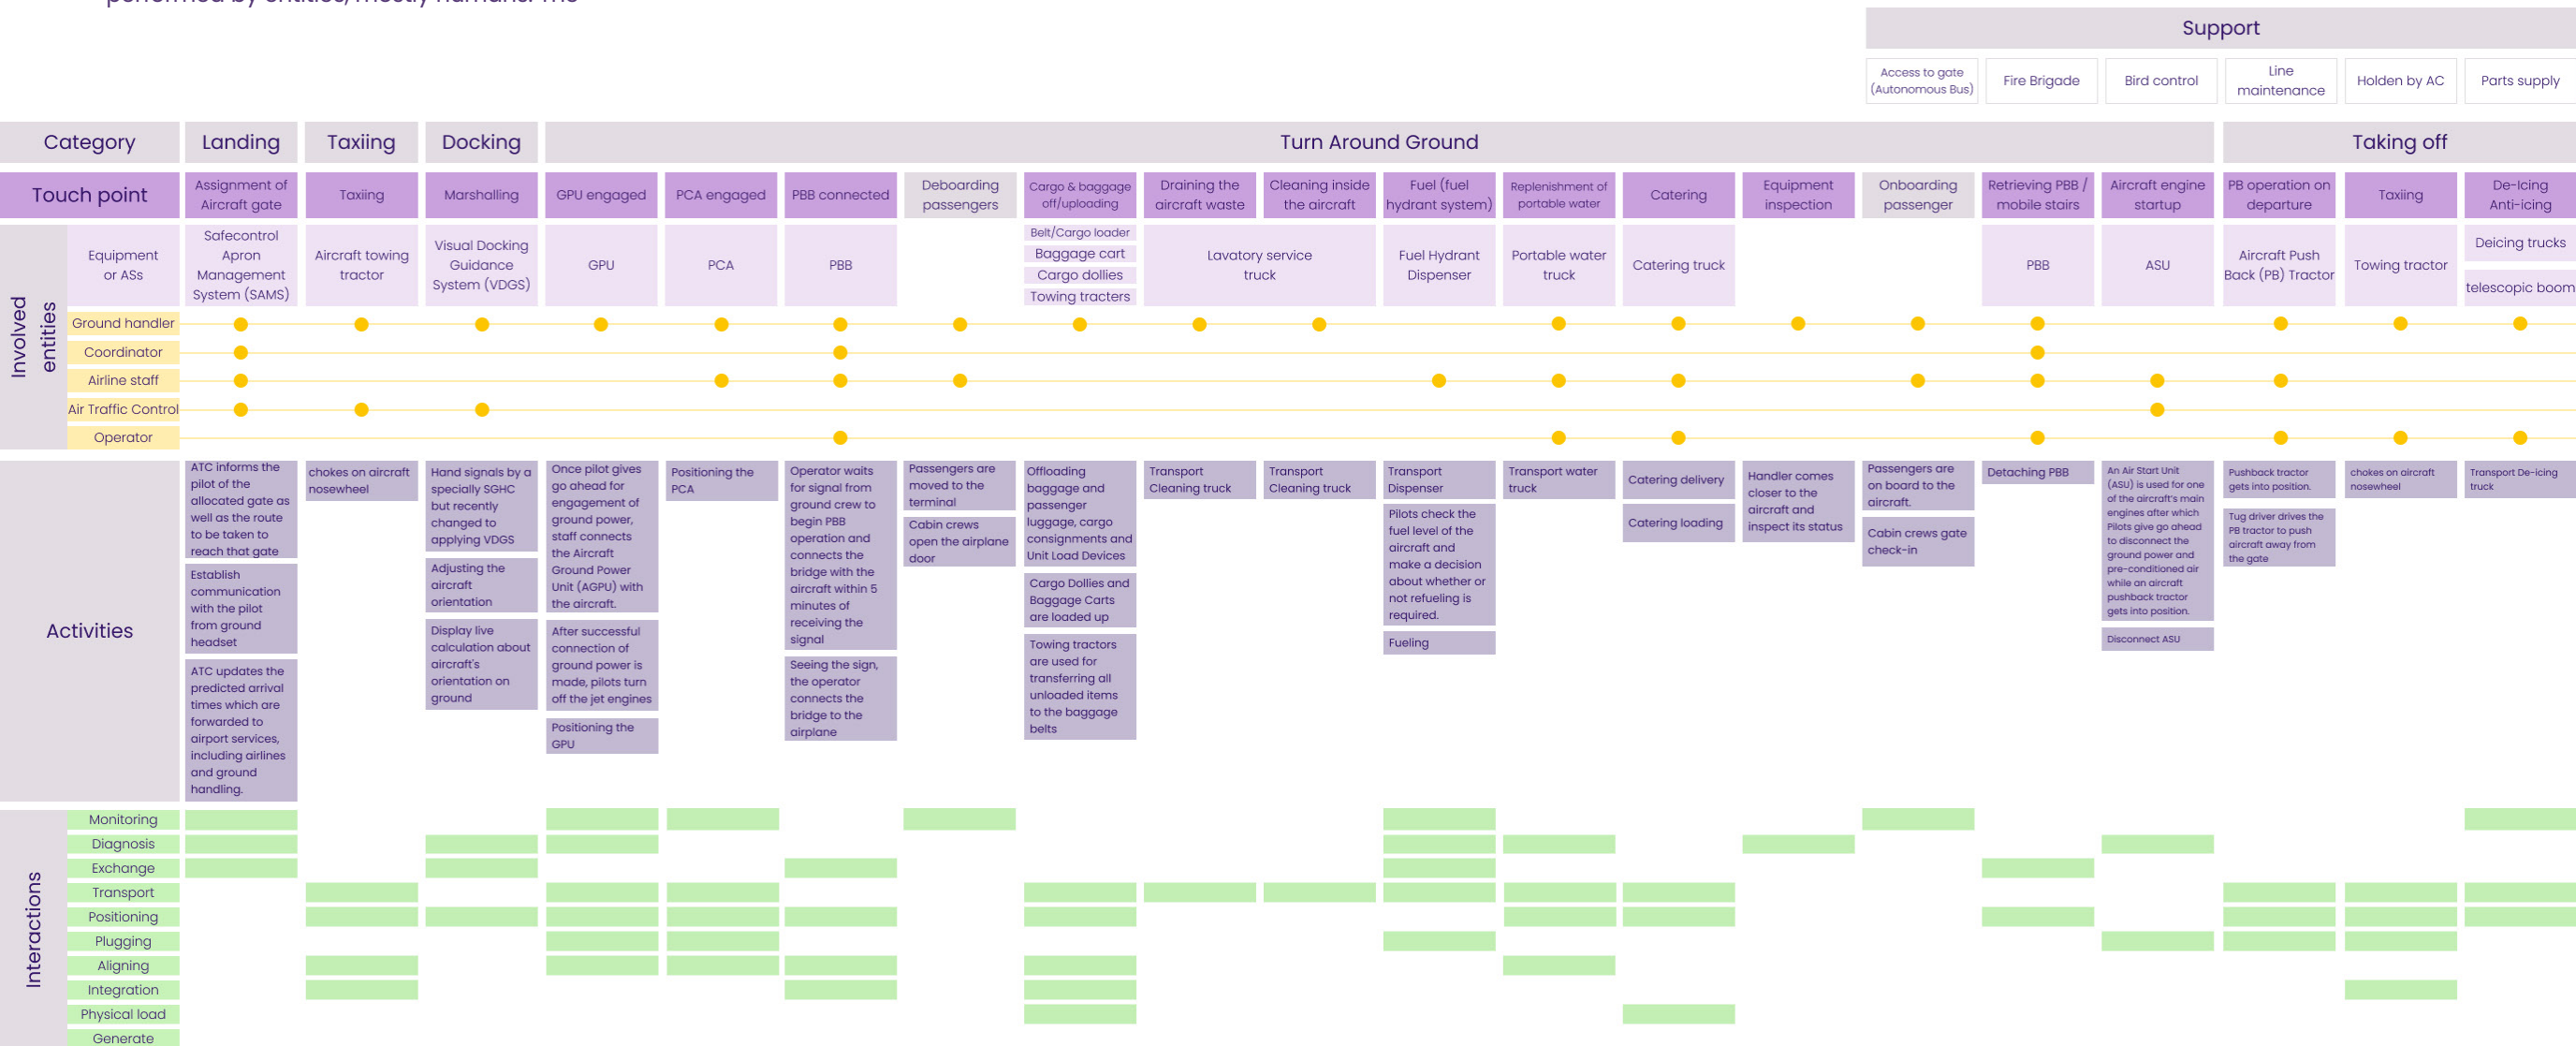 Support
Access to gate
(Autonomous Bus)
Fire Brigade
Bird control
Line
maintenance
Holden by AC
Parts supply
Category
Landing
Taxiing
Docking
Turn Around Ground
Taking off
Touch point
Assignment of
Aircraft gate
Taxiing
Marshalling
GPU engaged
PCA engaged
PBB connected
Deboarding
passengers
Cargo & baggage
off/uploading
Draining the
aircraft waste
Cleaning inside
the aircraft
Fuel (fuel
hydrant system)
Replenishment of
portable water
Catering
Equipment
inspection
Onboarding
passenger
Retrieving PBB /
mobile stairs
Aircraft engine
startup
PB operation on
departure
Taxiing
De-Icing
Anti-icing
Involved
entities
Equipment
or ASs
Safecontrol
Apron
Management
System (SAMS)
Aircraft towing
tractor
Visual Docking
Guidance
System (VDGS)
GPU
PCA
PBB
Belt/Cargo loader
Baggage cart
Cargo dollies
Towing tracters
Lavatory service
truck
Fuel Hydrant
Dispenser
Portable water
truck
Catering truck
PBB
ASU
Aircraft Push
Back (PB) Tractor
Towing tractor
Deicing trucks
telescopic boom
Ground handler
Coordinator
Airline staff
Air Traffic Control
Operator
Activities
ATC informs the
pilot of the
allocated gate as
well as the route
to be taken to
reach that gate
Establish
communication
with the pilot
from ground
headset
ATC updates the
predicted arrival
times which are
forwarded to
airport services,
including airlines
and ground
handling.
chokes on aircraft
nosewheel
Hand signals by a
specially SGHC
but recently
changed to
applying VDGS
Adjusting the
aircraft
orientation
Display live
calculation about
aircraft's
orientation on
ground
Once pilot gives
go ahead for
engagement of
ground power,
staff connects
the Aircraft
Ground Power
Unit (AGPU) with
the aircraft.
After successful
connection of
ground power is
made, pilots turn
off the jet engines
Positioning the
GPU
Positioning the
PCA
Operator waits
for signal from
ground crew to
begin PBB
operation and
connects the
bridge with the
aircraft within 5
minutes of
receiving the
signal
Seeing the sign,
the operator
connects the
bridge to the
airplane
Passengers are
moved to the
terminal
Cabin crews
open the airplane
door
Offloading
baggage and
passenger
luggage, cargo
consignments and
Unit Load Devices
Cargo Dollies and
Baggage Carts
are loaded up
Towing tractors
are used for
transferring all
unloaded items
to the baggage
belts
Transport
Cleaning truck
Transport
Cleaning truck
Transport
Dispenser
Pilots check the
fuel level of the
aircraft and
make a decision
about whether or
not refueling is
required.
Fueling
Transport water
truck
Catering delivery
Catering loading
Handler comes
closer to the
aircraft and
inspect its status
Passengers are
on board to the
aircraft.
Cabin crews gate
check-in
Detaching PBB
An Air Start Unit
(ASU) is used for one
of the aircraft's main
engines after which
Pilots give go ahead
to disconnect the
ground power and
pre-conditioned air
while an aircraft
pushback tractor
gets into position.
Disconnect ASU
Pushback tractor
gets into position.
Tug driver drives the
PB tractor to push
aircraft away from
the gate
chokes on aircraft
nosewheel
Transport De-icing
truck
Interactions
Monitoring
Diagnosis
Exchange
Transport
Positioning
Plugging
Aligning
Integration
Physical load
Generate